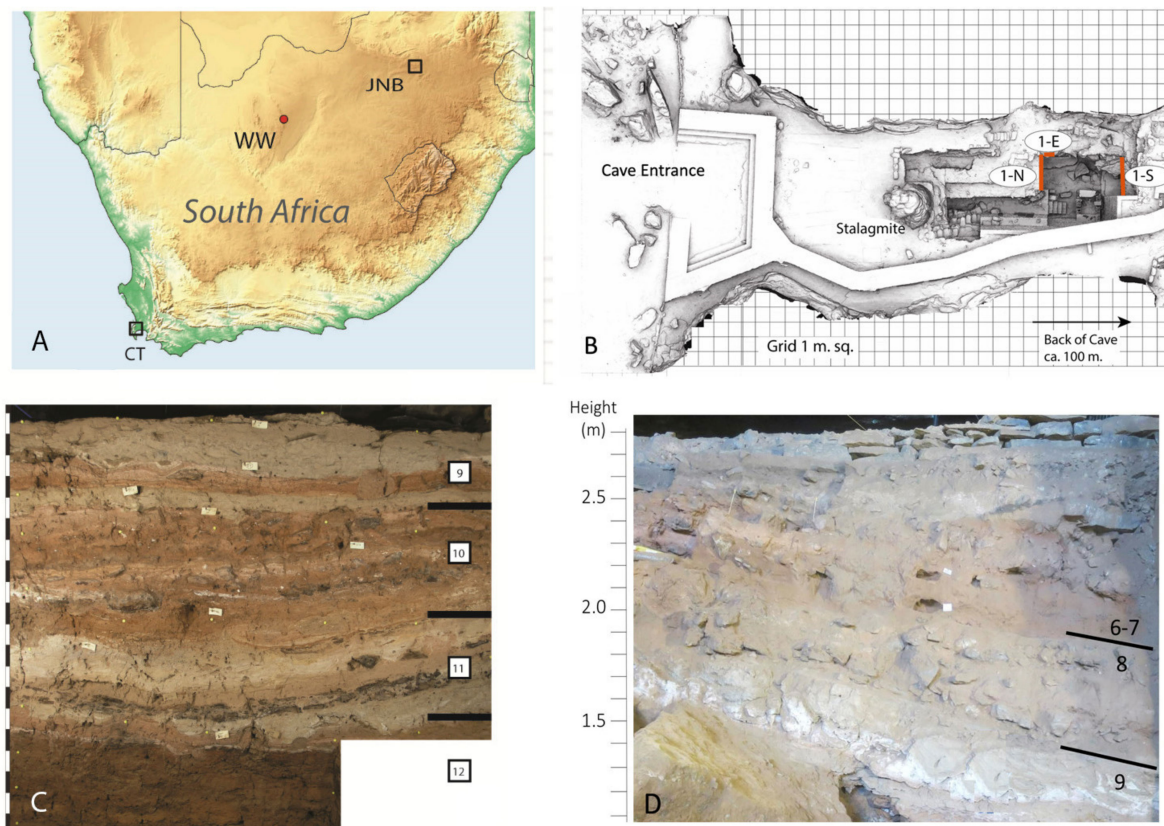 JNB
WW
South Africa
A
CT
1-E
Cave Entrance
1-N
1-S
Stalagmite
B
Grid 1 m. sq.
Back of Cave
ca. 100 m.
9
10
11
12
C
Height
(m)
2.5
2.0
6-7
8
1.5
9
D